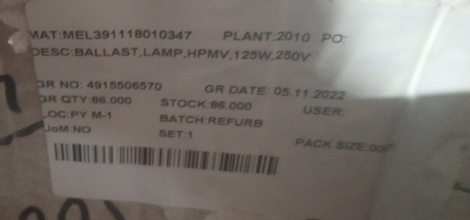 MAT:MEL391118010347 PLANT:2010 PO:
DESC:BALLAST,LAMP,HPMV,125W,250V
GR NO: 4915506570 GR DATE: 05.11.2022
GR QTY:86.000 STOCK:86.000 USER:
LOC:PY M-1 BATCH:REFURB
UoM:NO SET:1 PACK SIZE:00